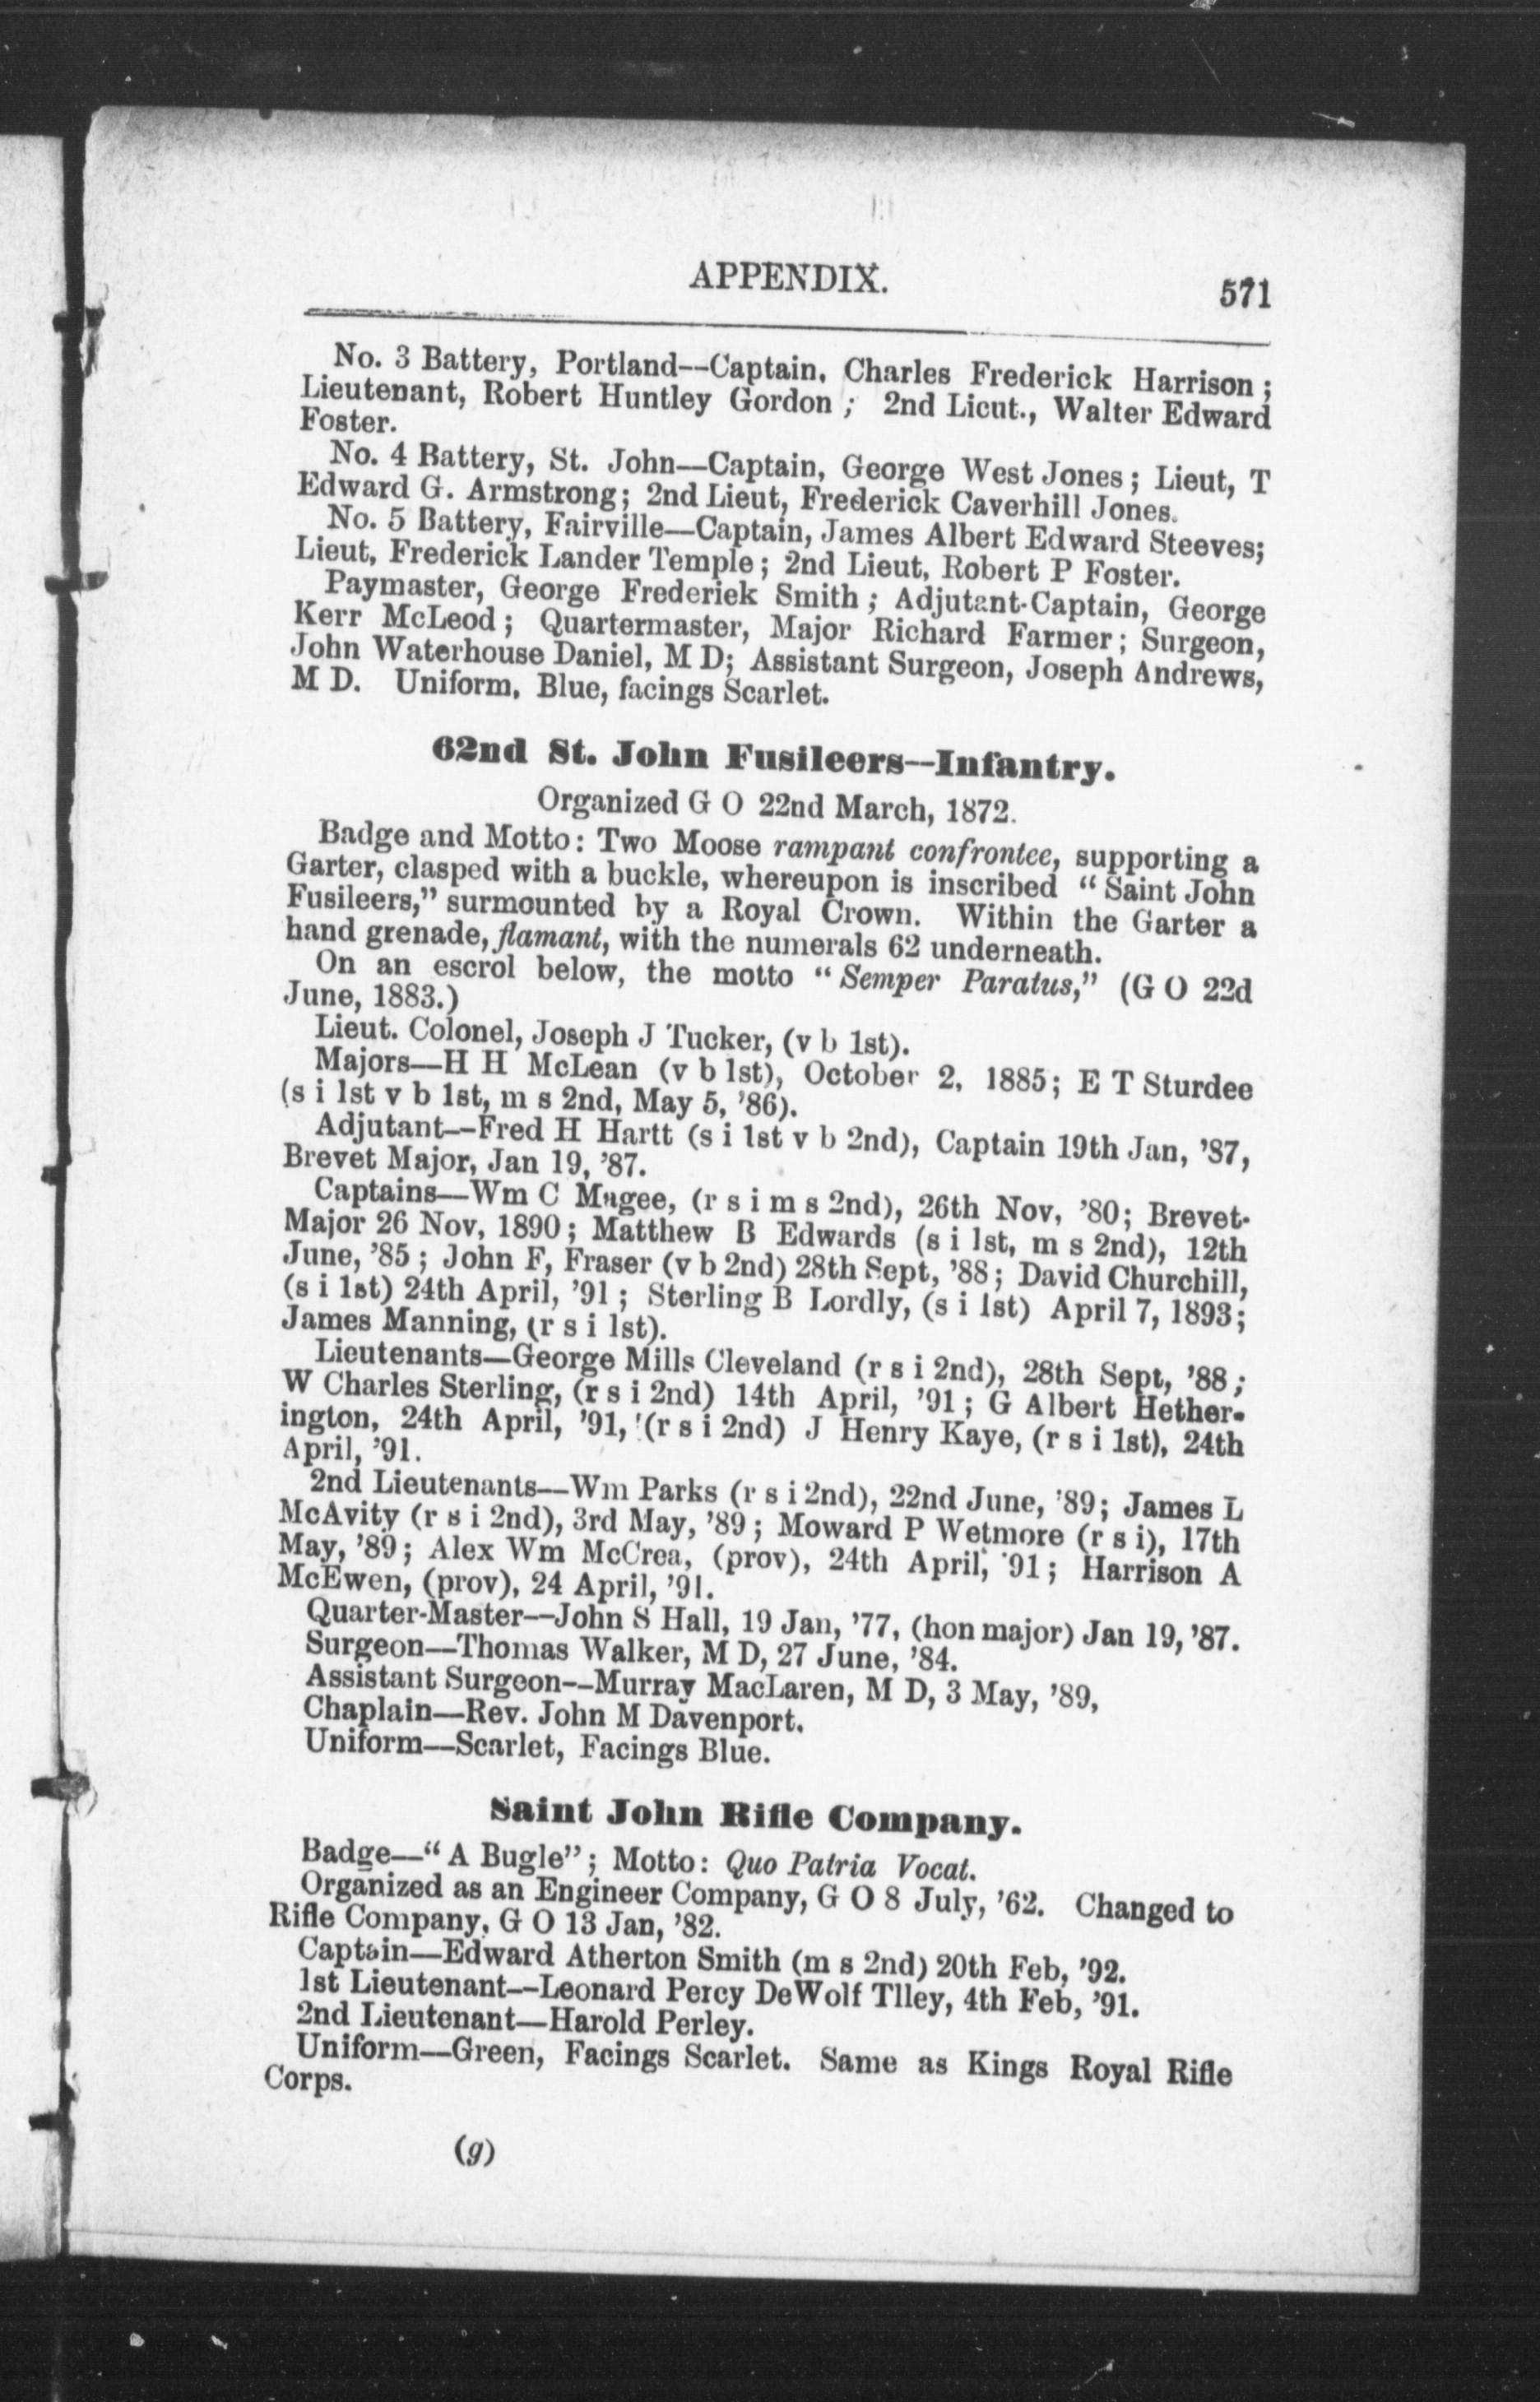 APPENDIX. 571
No. 3 Battery, Portland--Captain, Charles Frederick Harrison;
Lieutenant, Robert Huntley Gordon; 2nd Licut., Walter Edward
Foster.
No. 4 Battery, St. John—Captain, George West Jones; Lieut, T
Edward G. Armstrong; 2nd Lieut, Frederick Caverhill Jones.
No. 5 Battery, Fairville—Captain, James Albert Edward Steeves;
Lieut, Frederick Lander Temple; 2nd Lieut, Robert P Foster.
Paymaster, George Frederiek Smith; Adjutant-Captain, George
Kerr McLeod; Quartermaster, Major Richard Farmer; Surgeon,
John Waterhouse Daniel, M D; Assistant Surgeon, Joseph Andrews,
M D. Uniform, Blue, facings Scarlet.
62nd St. John Fusileers--Infantry.
Organized G O 22nd March, 1872.
Badge and Motto: Two Moose rampant confrontee, supporting a
Garter, clasped with a buckle, whereupon is inscribed "Saint John
Fusileers," surmounted by a Royal Crown. Within the Garter a
hand grenade, flamant, with the numerals 62 underneath.
On an escrol below, the motto "Semper Paratus," (G O 22d
June, 1883.)
Lieut. Colonel, Joseph J Tucker, (v b 1st).
Majors—H H McLean (v b 1st), October 2, 1885; E T Sturdee
(s i 1st v b 1st, m s 2nd, May 5, '86).
Adjutant--Fred H Hartt (s i 1st v b 2nd), Captain 19th Jan, '87,
Brevet Major, Jan 19, '87.
Captains—Wm C Magee, (r s i m s 2nd), 26th Nov, '80; Brevet-
Major 26 Nov, 1890; Matthew B Edwards (s i 1st, m s 2nd), 12th
June, '85; John F, Fraser (v b 2nd) 28th Sept, '88; David Churchill,
(s i 1st) 24th April, '91; Sterling B Lordly, (s i 1st) April 7, 1893;
James Manning, (r s i 1st).
Lieutenants—George Mills Cleveland (r s i 2nd), 28th Sept, '88;
W Charles Sterling, (r s i 2nd) 14th April, '91; G Albert Hether-
ington, 24th April, '91, (r s i 2nd) J Henry Kaye, (r s i 1st), 24th
April, '91.
2nd Lieutenants—Wm Parks (r s i 2nd), 22nd June, '89; James L
McAvity (r s i 2nd), 3rd May, '89; Moward P Wetmore (r s i), 17th
May, '89; Alex Wm McCrea, (prov), 24th April, '91; Harrison A
McEwen, (prov), 24 April, '91.
Quarter-Master--John S Hall, 19 Jan, '77, (hon major) Jan 19, '87.
Surgeon—Thomas Walker, M D, 27 June, '84.
Assistant Surgeon--Murray MacLaren, M D, 3 May, '89,
Chaplain—Rev. John M Davenport.
Uniform—Scarlet, Facings Blue.
Saint John Rifle Company.
Badge—"A Bugle"; Motto: Quo Patria Vocat.
Organized as an Engineer Company, G O 8 July, '62. Changed to
Rifle Company, G O 13 Jan, '82.
Captain—Edward Atherton Smith (m s 2nd) 20th Feb, '92.
1st Lieutenant--Leonard Percy DeWolf Tlley, 4th Feb, '91.
2nd Lieutenant—Harold Perley.
Uniform—Green, Facings Scarlet. Same as Kings Royal Rifle
Corps.
(g)